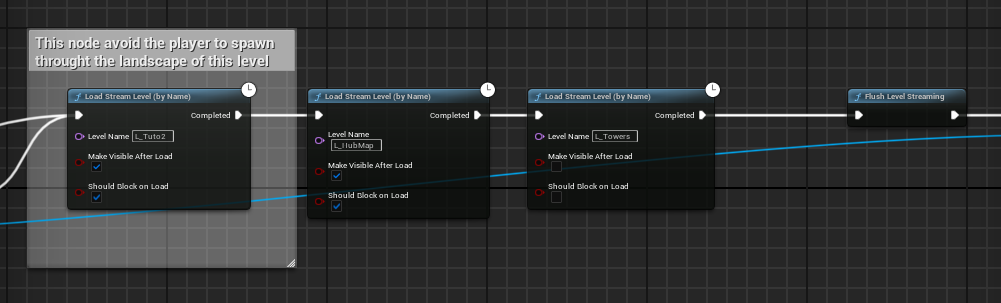 This node avoid the player to spawn
throught the landscape of this level
Load Stream Level (by Name)
Completed
Level Name L_Tuto2
Make Visible After Load
Should Block on Load
Load Stream Level (by Name)
Completed
Level Name
L_HubMap
Make Visible After Load
Should Block on Load
Load Stream Level (by Name)
Completed
Level Name L_Towers
Make Visible After Load
Should Block on Load
Flush Level Streaming